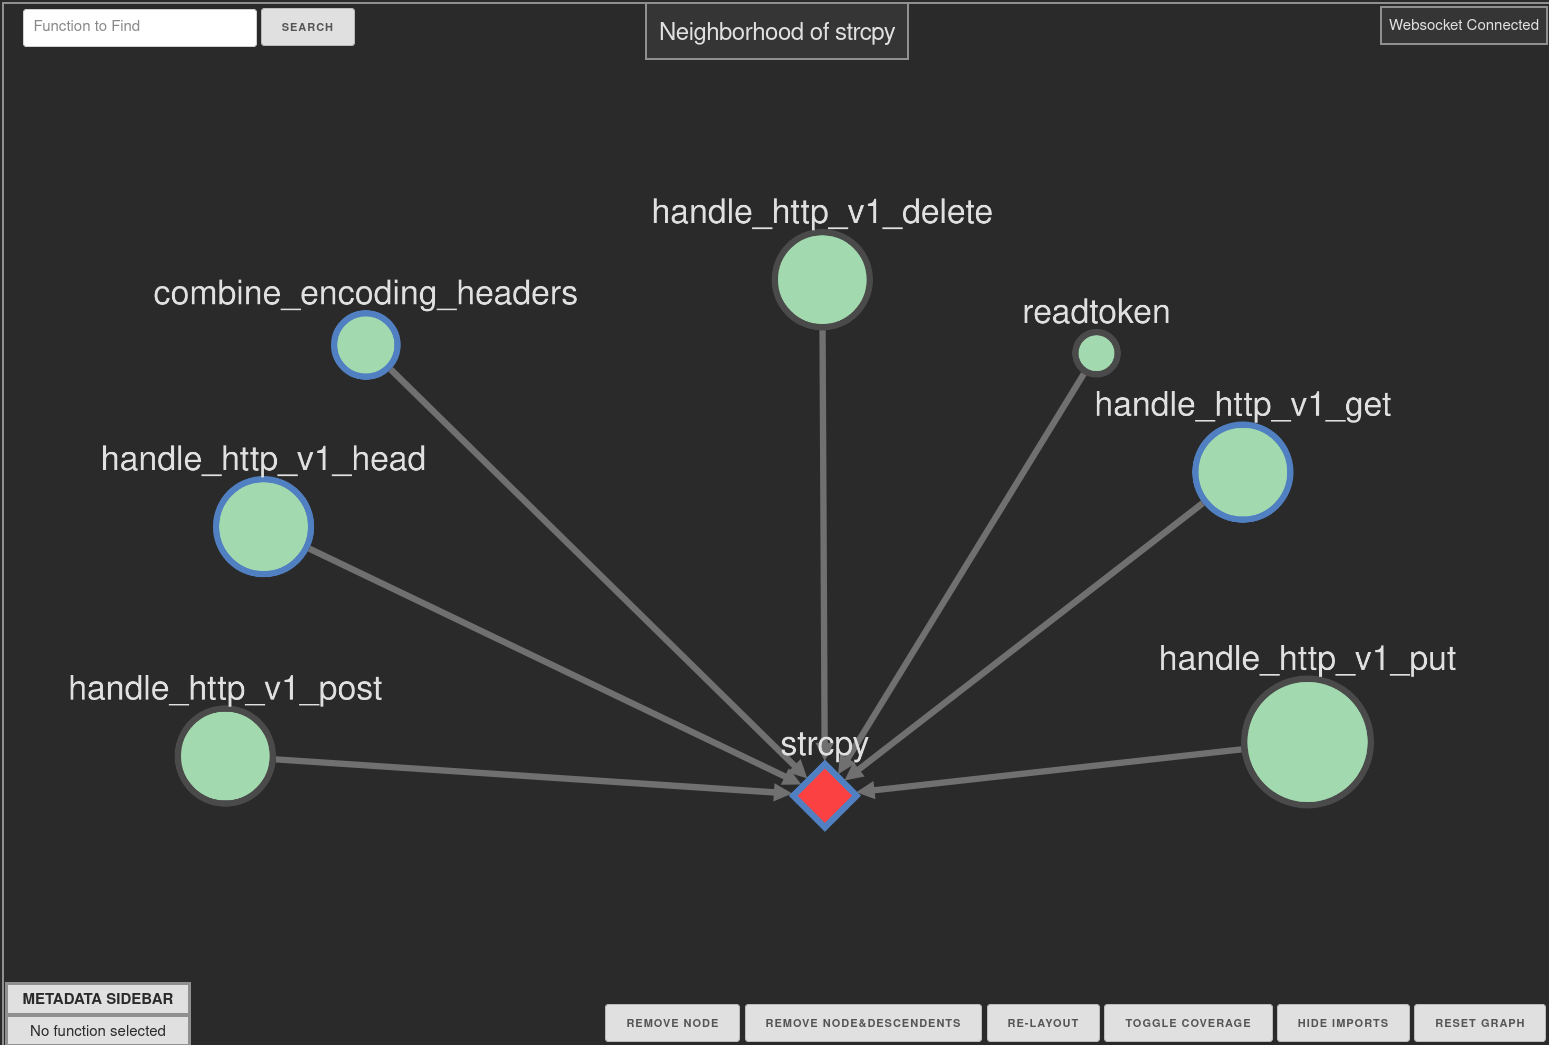 Function to Find
SEARCH
Neighborhood of strcpy
Websocket Connected
handle_http_v1_delete
combine_encoding_headers
readtoken
handle_http_v1_get
handle_http_v1_head
handle_http_v1_put
handle_http_v1_post
strcpy
METADATA SIDEBAR
No function selected
REMOVE NODE
REMOVE NODE&DESCENDENTS
RE-LAYOUT
TOGGLE COVERAGE
HIDE IMPORTS
RESET GRAPH